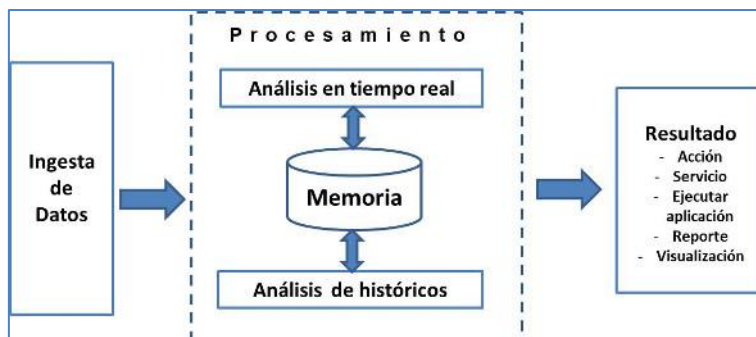 Procesamiento
Análisis en tiempo real
Ingesta
de
Datos
Memoria
Análisis de históricos
Resultado
- Acción
- Servicio
- Ejecutar
aplicación
- Reporte
- Visualización